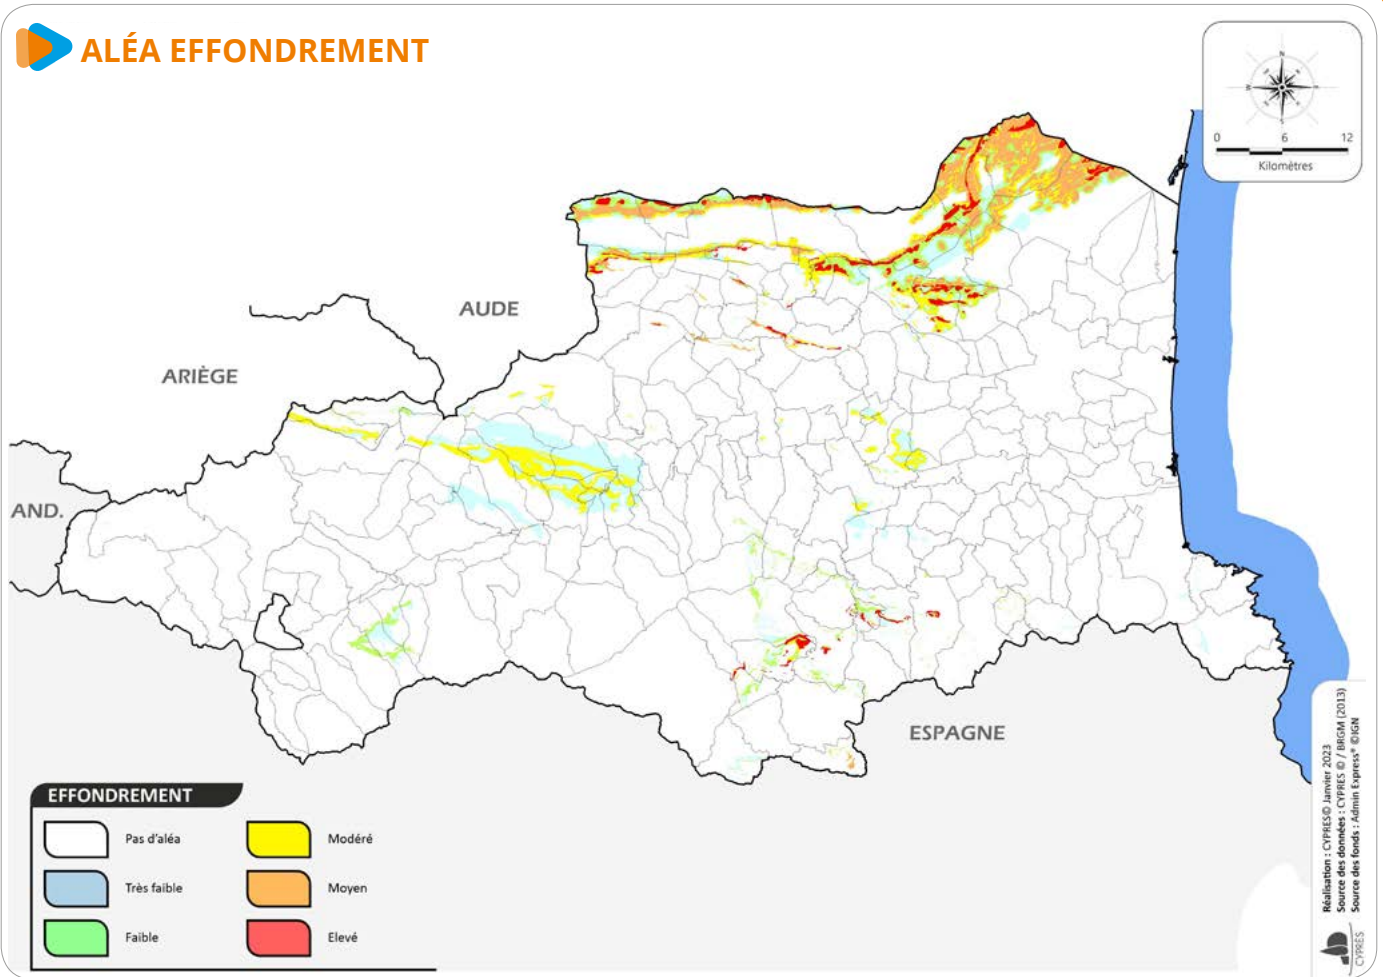 ALÉA EFFONDREMENT
N
E
S
W
0 6 12
Kilomètres
AUDE
ARIÈGE
AND.
ESPAGNE
EFFONDREMENT
Pas d'aléa
Très faible
Faible
Modéré
Moyen
Elevé
Réalisation : CYPRES© Janvier 2023
Source des données : CYPRES © / BRGM (2013)
Source des fonds : Admin Express® ©IGN
CYPRES